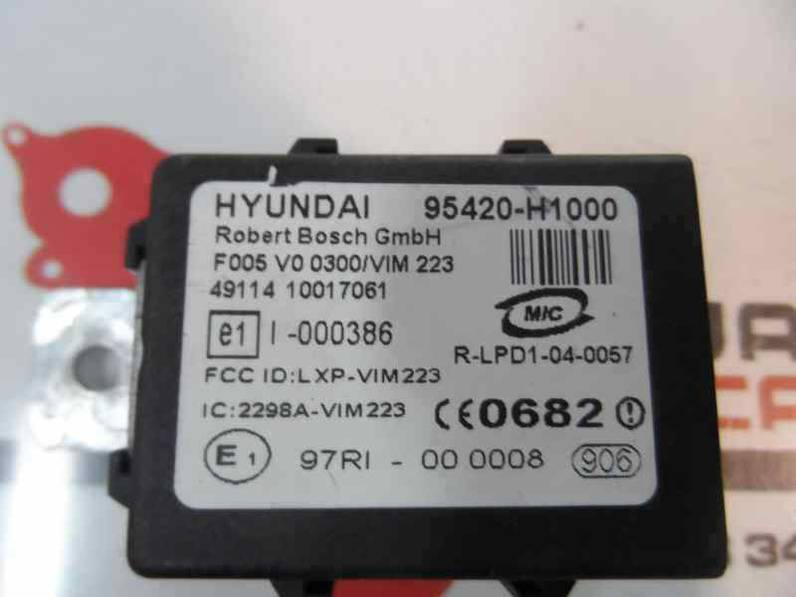 HYUNDAI 95420-H1000
Robert Bosch GmbH
F005 V0 0300/VIM 223
49114 10017061
MIC
e1 I-000386
R-LPD1-04-0057
FCC ID:LXP-VIM223
IC:2298A-VIM223 CE0682
E1 97RI - 00 0008 906
34